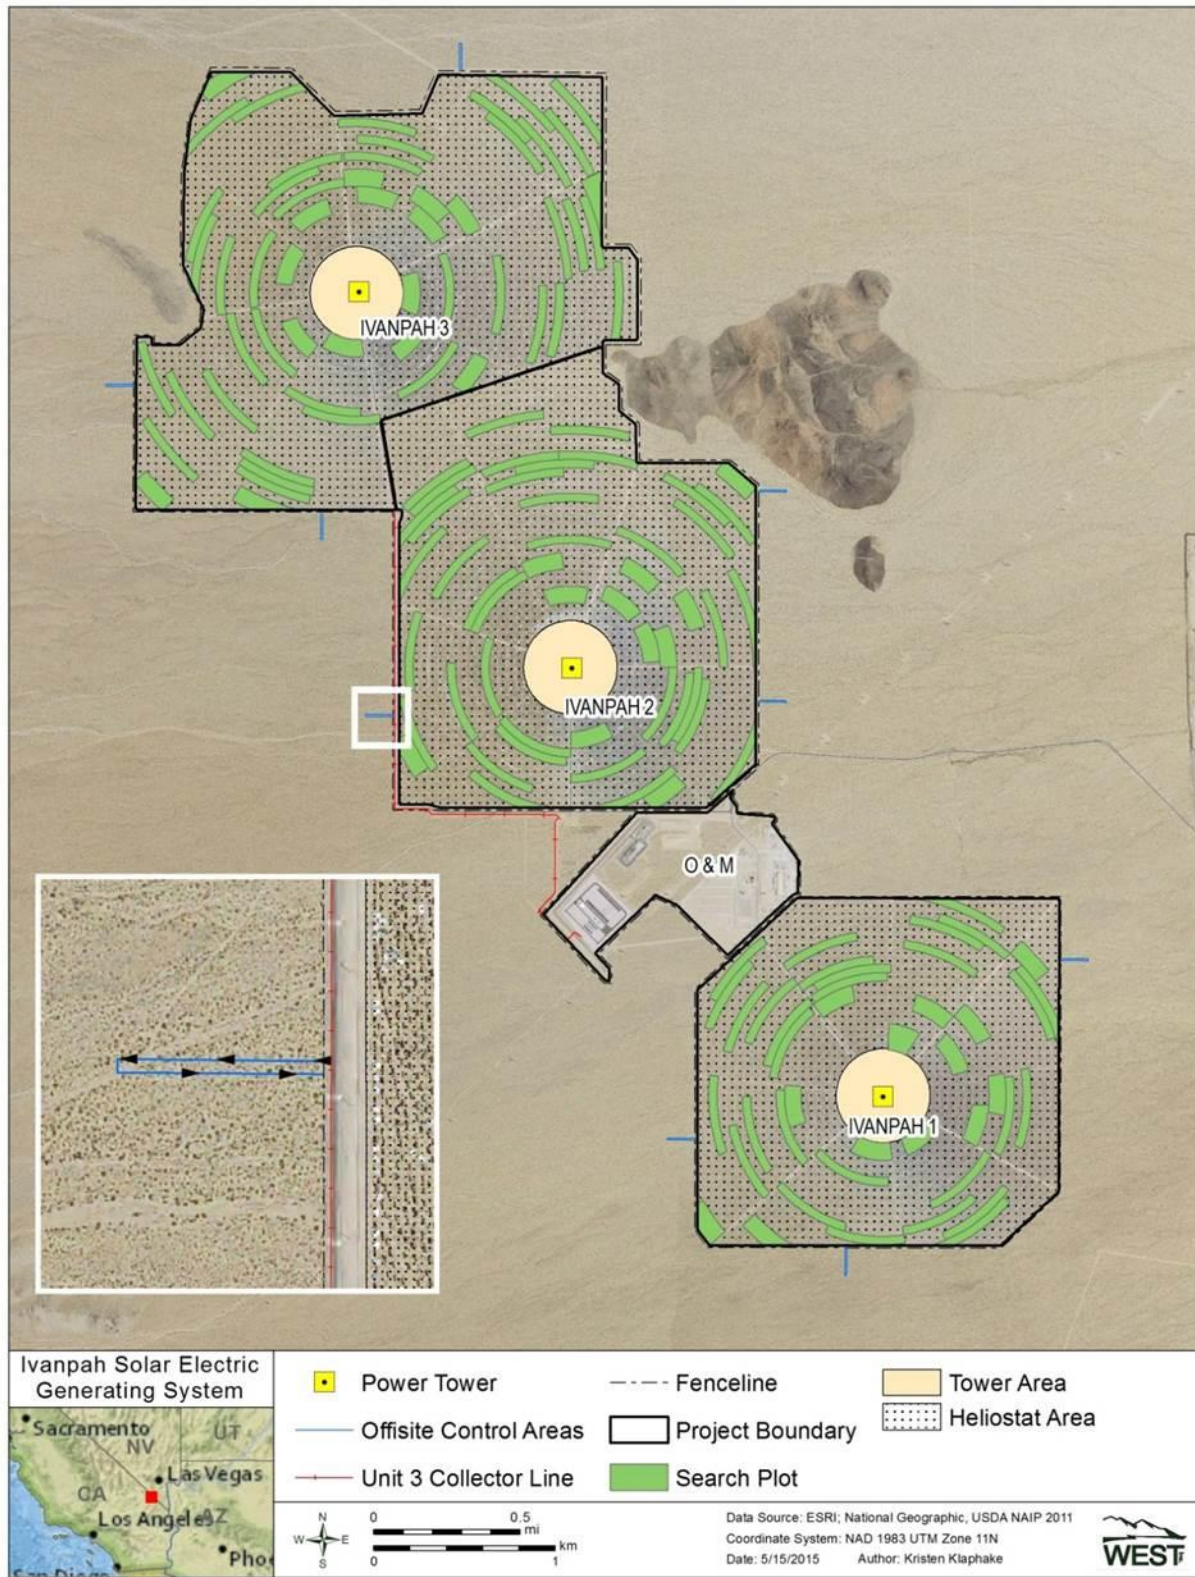 IVANPAH 3
IVANPAH 2
O & M
IVANPAH 1
Ivanpah Solar Electric
Generating System
Sacramento
NV
UT
Las Vegas
CA
Los Angeles
AZ
Pho
San Diego
Power Tower
Offisite Control Areas
Unit 3 Collector Line
Fenceline
Project Boundary
Search Plot
Tower Area
Heliostat Area
N
W E
S
0 0.5
mi
km
0 1
Data Source: ESRI; National Geographic, USDA NAIP 2011
Coordinate System: NAD 1983 UTM Zone 11N
Date: 5/15/2015 Author: Kristen Klaphake
WEST